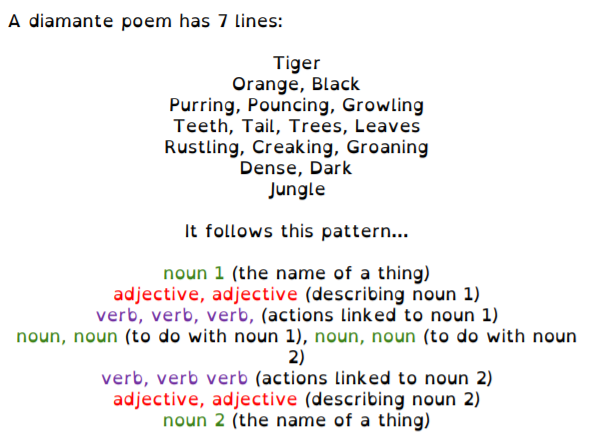 A diamante poem has 7 lines:
Tiger
Orange, Black
Purring, Pouncing, Growling
Teeth, Tail, Trees, Leaves
Rustling, Creaking, Groaning
Dense, Dark
Jungle
It follows this pattern...
noun 1 (the name of a thing)
adjective, adjective (describing noun 1)
verb, verb, verb, (actions linked to noun 1)
noun, noun (to do with noun 1), noun, noun (to do with noun
2)
verb, verb verb (actions linked to noun 2)
adjective, adjective (describing noun 2)
noun 2 (the name of a thing)